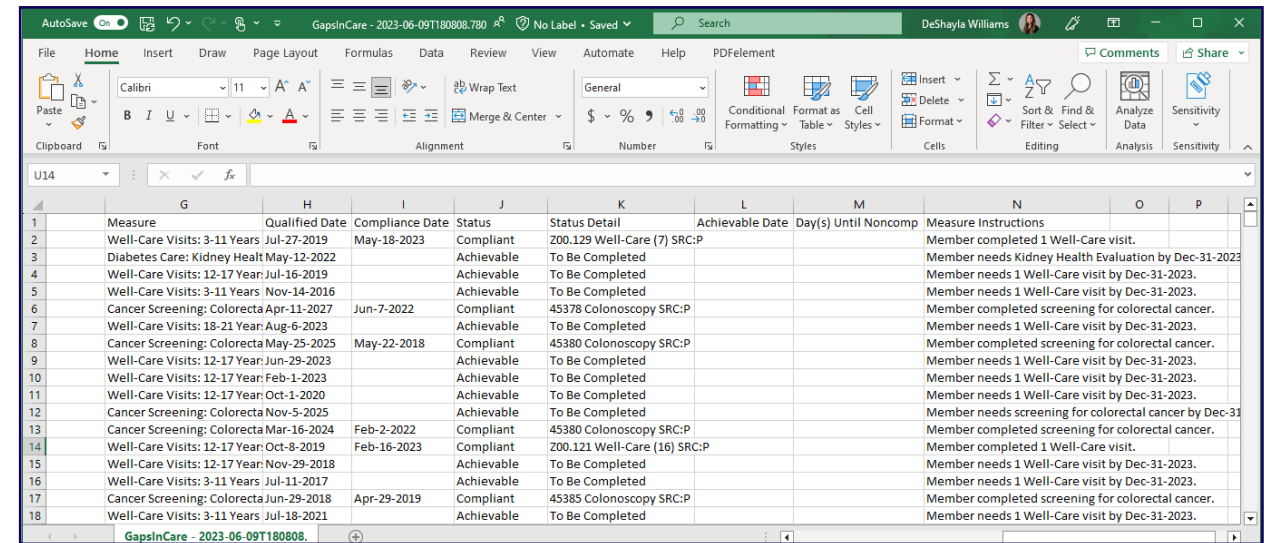 AutoSave On GapsInCare - 2023-06-09T180808.780 No Label • Saved Search DeShayla Williams
File Home Insert Draw Page Layout Formulas Data Review View Automate Help PDFelement Comments Share
Paste Calibri 11 A^ A˅ B I U A ab Wrap Text Merge & Center General $ % 9 Conditional Formatting Format as Table Cell Styles Insert Delete Format Σ Sort & Filter Find & Select Analyze Data Sensitivity
Clipboard Font Alignment Number Styles Cells Editing Analysis Sensitivity
U14 fx
G H I J K L M N O P
1 Measure Qualified Date Compliance Date Status Status Detail Achievable Date Day(s) Until Noncomp Measure Instructions
2 Well-Care Visits: 3-11 Years Jul-27-2019 May-18-2023 Compliant Z00.129 Well-Care (7) SRC:P Member completed 1 Well-Care visit.
3 Diabetes Care: Kidney Healt May-12-2022 Achievable To Be Completed Member needs Kidney Health Evaluation by Dec-31-2023
4 Well-Care Visits: 12-17 Year Jul-16-2019 Achievable To Be Completed Member needs 1 Well-Care visit by Dec-31-2023.
5 Well-Care Visits: 3-11 Years Nov-14-2016 Achievable To Be Completed Member needs 1 Well-Care visit by Dec-31-2023.
6 Cancer Screening: Colorecta Apr-11-2027 Jun-7-2022 Compliant 45378 Colonoscopy SRC:P Member completed screening for colorectal cancer.
7 Well-Care Visits: 18-21 Year Aug-6-2023 Achievable To Be Completed Member needs 1 Well-Care visit by Dec-31-2023.
8 Cancer Screening: Colorecta May-25-2025 May-22-2018 Compliant 45380 Colonoscopy SRC:P Member completed screening for colorectal cancer.
9 Well-Care Visits: 12-17 Year Jun-29-2023 Achievable To Be Completed Member needs 1 Well-Care visit by Dec-31-2023.
10 Well-Care Visits: 12-17 Year Feb-1-2023 Achievable To Be Completed Member needs 1 Well-Care visit by Dec-31-2023.
11 Well-Care Visits: 12-17 Year Oct-1-2020 Achievable To Be Completed Member needs 1 Well-Care visit by Dec-31-2023.
12 Cancer Screening: Colorecta Nov-5-2025 Achievable To Be Completed Member needs screening for colorectal cancer by Dec-31
13 Cancer Screening: Colorecta Mar-16-2024 Feb-2-2022 Compliant 45380 Colonoscopy SRC:P Member completed screening for colorectal cancer.
14 Well-Care Visits: 12-17 Year Oct-8-2019 Feb-16-2023 Compliant Z00.121 Well-Care (16) SRC:P Member completed 1 Well-Care visit.
15 Well-Care Visits: 12-17 Year Nov-29-2018 Achievable To Be Completed Member needs 1 Well-Care visit by Dec-31-2023.
16 Well-Care Visits: 3-11 Years Jul-11-2017 Achievable To Be Completed Member needs 1 Well-Care visit by Dec-31-2023.
17 Cancer Screening: Colorecta Jun-29-2018 Apr-29-2019 Compliant 45385 Colonoscopy SRC:P Member completed screening for colorectal cancer.
18 Well-Care Visits: 3-11 Years Jul-18-2021 Achievable To Be Completed Member needs 1 Well-Care visit by Dec-31-2023.
GapsInCare - 2023-06-09T180808.